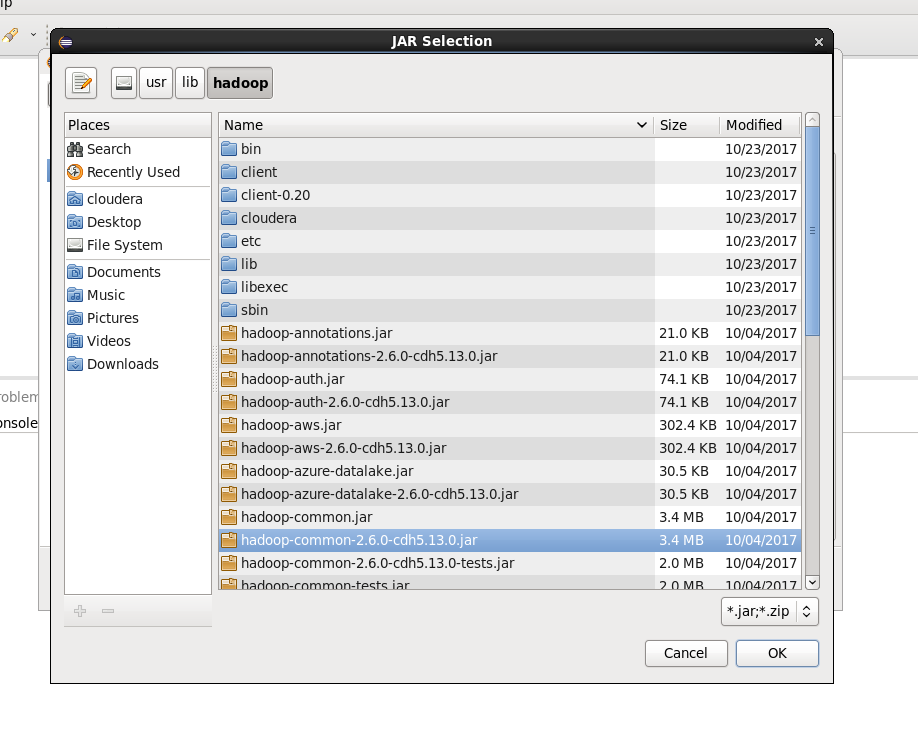 lp
JAR Selection
usr lib hadoop
Places
Search
Recently Used
cloudera
Desktop
File System
Documents
Music
Pictures
Videos
Downloads
Name Size Modified
bin 10/23/2017
client 10/23/2017
client-0.20 10/23/2017
cloudera 10/23/2017
etc 10/23/2017
lib 10/23/2017
libexec 10/23/2017
sbin 10/23/2017
hadoop-annotations.jar 21.0 KB 10/04/2017
hadoop-annotations-2.6.0-cdh5.13.0.jar 21.0 KB 10/04/2017
hadoop-auth.jar 74.1 KB 10/04/2017
hadoop-auth-2.6.0-cdh5.13.0.jar 74.1 KB 10/04/2017
hadoop-aws.jar 302.4 KB 10/04/2017
hadoop-aws-2.6.0-cdh5.13.0.jar 302.4 KB 10/04/2017
hadoop-azure-datalake.jar 30.5 KB 10/04/2017
hadoop-azure-datalake-2.6.0-cdh5.13.0.jar 30.5 KB 10/04/2017
hadoop-common.jar 3.4 MB 10/04/2017
hadoop-common-2.6.0-cdh5.13.0.jar 3.4 MB 10/04/2017
hadoop-common-2.6.0-cdh5.13.0-tests.jar 2.0 MB 10/04/2017
hadoop-common-tests.jar 2.0 MB 10/04/2017
roblem
onsole
*.jar;*.zip
Cancel OK